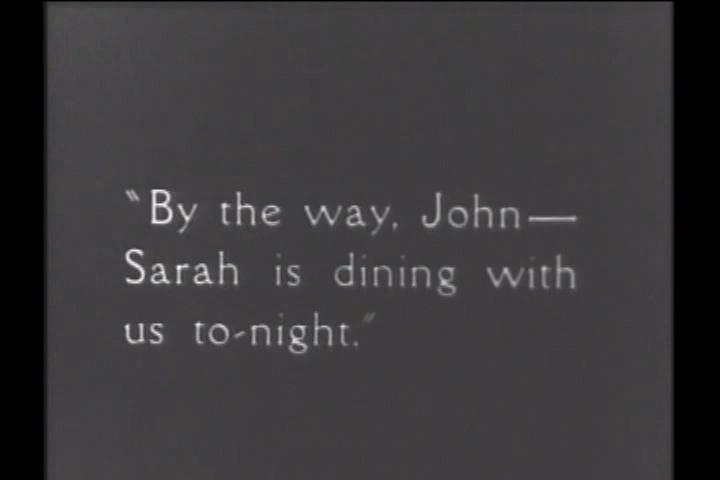 "By the way, John—
Sarah is dining with
us to-night."